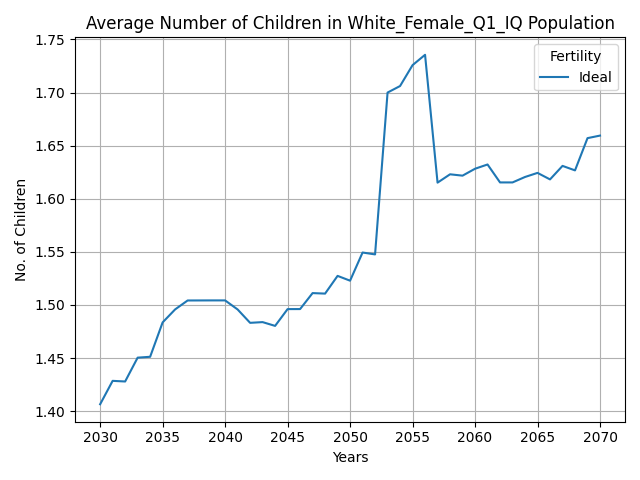 Average Number of Children in White_Female_Q1_IQ Population
Fertility
Ideal
No. of Children
1.75
1.70
1.65
1.60
1.55
1.50
1.45
1.40
2030 2035 2040 2045 2050 2055 2060 2065 2070
Years